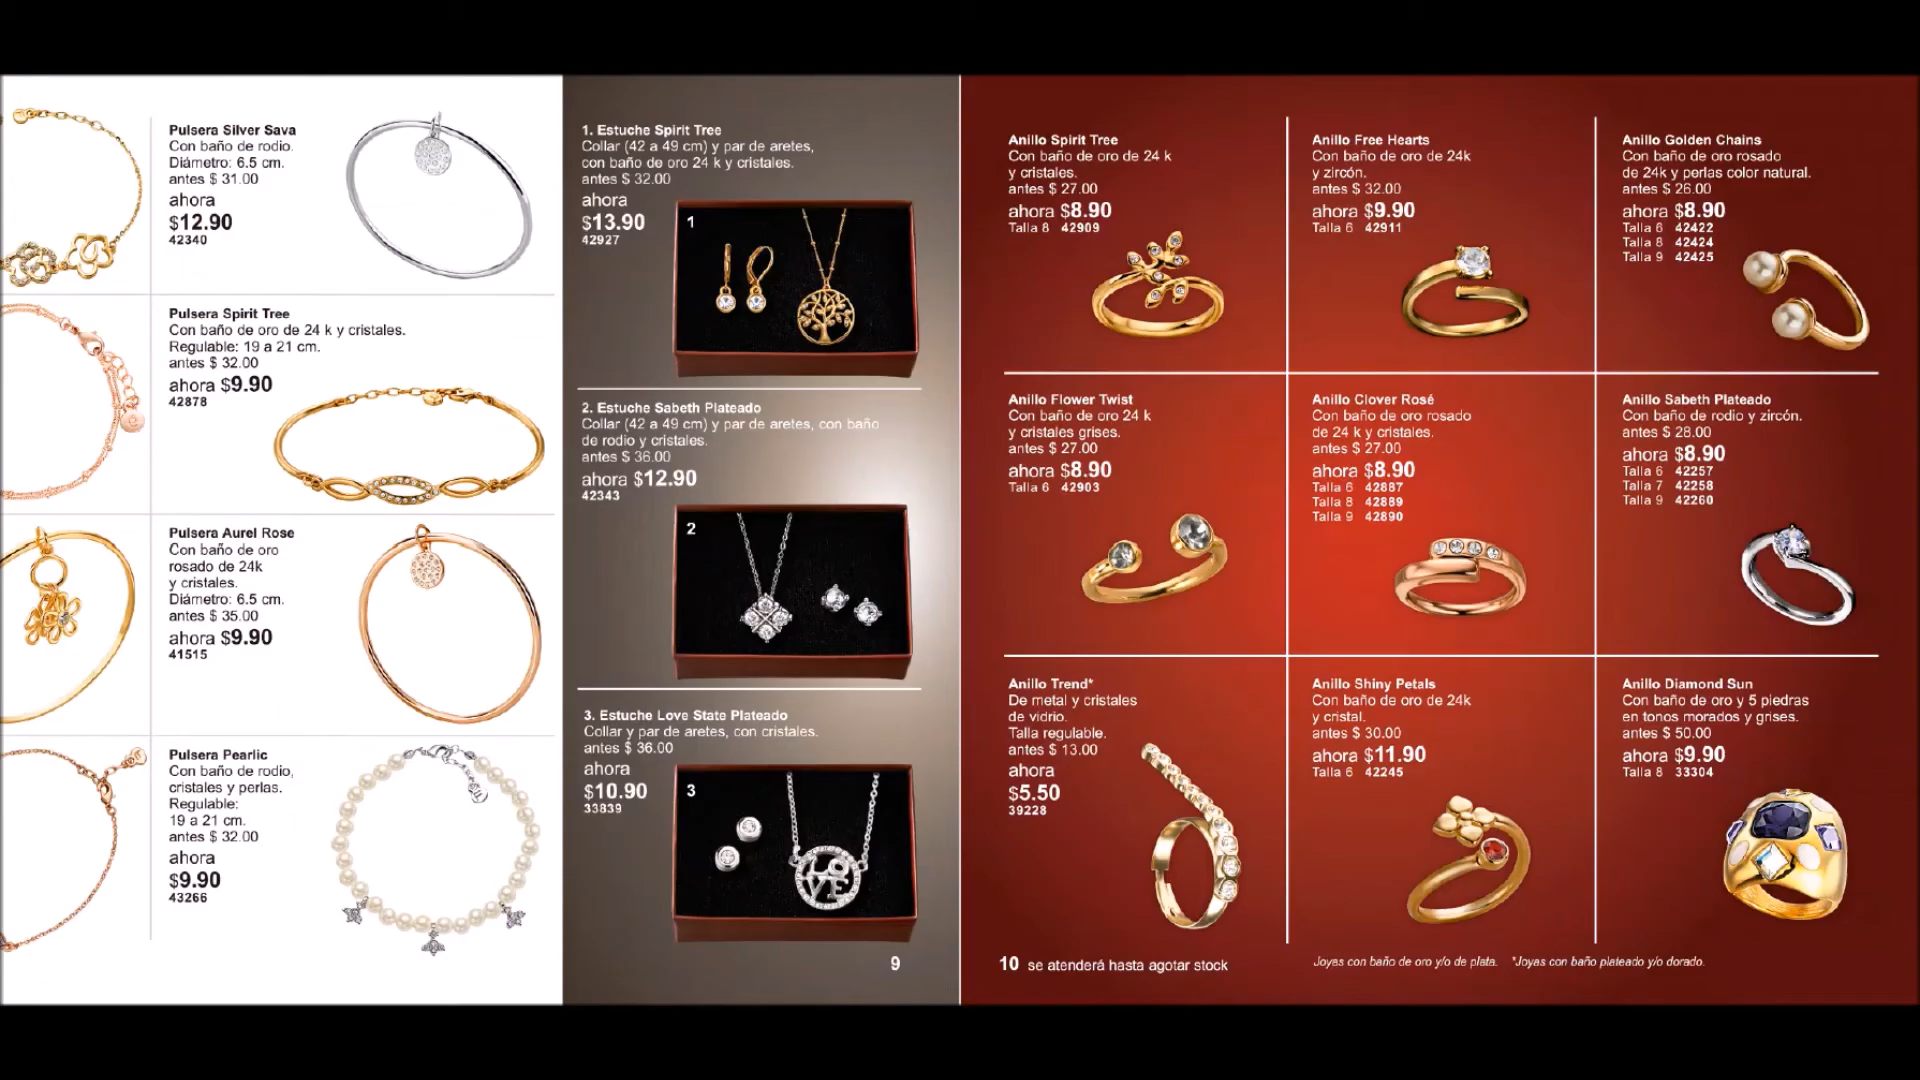 Pulsera Silver Sava
Con baño de rodio.
Diámetro: 6.5 cm.
antes $ 31.00
ahora
$12.90
42340
Pulsera Spirit Tree
Con baño de oro de 24 k y cristales.
Regulable: 19 a 21 cm.
antes $ 32.00
ahora $9.90
42878
Pulsera Aurel Rose
Con baño de oro
rosado de 24k
y cristales.
Diámetro: 6.5 cm.
antes $ 35.00
ahora $9.90
41515
Pulsera Pearlic
Con baño de rodio,
cristales y perlas.
Regulable:
19 a 21 cm.
antes $ 32.00
ahora
$9.90
43266
1. Estuche Spirit Tree
Collar (42 a 49 cm) y par de aretes,
con baño de oro 24 k y cristales.
antes $ 32.00
ahora
$13.90
42927
1
2. Estuche Sabeth Plateado
Collar (42 a 49 cm) y par de aretes, con baño
de rodio y cristales.
antes $ 36.00
ahora $12.90
42343
2
3. Estuche Love State Plateado
Collar y par de aretes, con cristales.
antes $ 36.00
ahora
$10.90
33839
3
LO
VE
9
Anillo Spirit Tree
Con baño de oro de 24 k
y cristales.
antes $ 27.00
ahora $8.90
Talla 8 42909
Anillo Free Hearts
Con baño de oro de 24k
y zircón.
antes $ 32.00
ahora $9.90
Talla 6 42911
Anillo Golden Chains
Con baño de oro rosado
de 24k y perlas color natural.
antes $ 26.00
ahora $8.90
Talla 6 42422
Talla 8 42424
Talla 9 42425
Anillo Flower Twist
Con baño de oro 24 k
y cristales grises.
antes $ 27.00
ahora $8.90
Talla 6 42903
Anillo Clover Rosé
Con baño de oro rosado
de 24 k y cristales.
antes $ 27.00
ahora $8.90
Talla 6 42887
Talla 8 42889
Talla 9 42890
Anillo Sabeth Plateado
Con baño de rodio y zircón.
antes $ 28.00
ahora $8.90
Talla 6 42257
Talla 7 42258
Talla 9 42260
Anillo Trend*
De metal y cristales
de vidrio.
Talla regulable.
antes $ 13.00
ahora
$5.50
39228
Anillo Shiny Petals
Con baño de oro de 24k
y cristal.
antes $ 30.00
ahora $11.90
Talla 6 42245
Anillo Diamond Sun
Con baño de oro y 5 piedras
en tonos morados y grises.
antes $ 50.00
ahora $9.90
Talla 8 33304
10 se atenderá hasta agotar stock
Joyas con baño de oro y/o de plata. *Joyas con baño plateado y/o dorado.